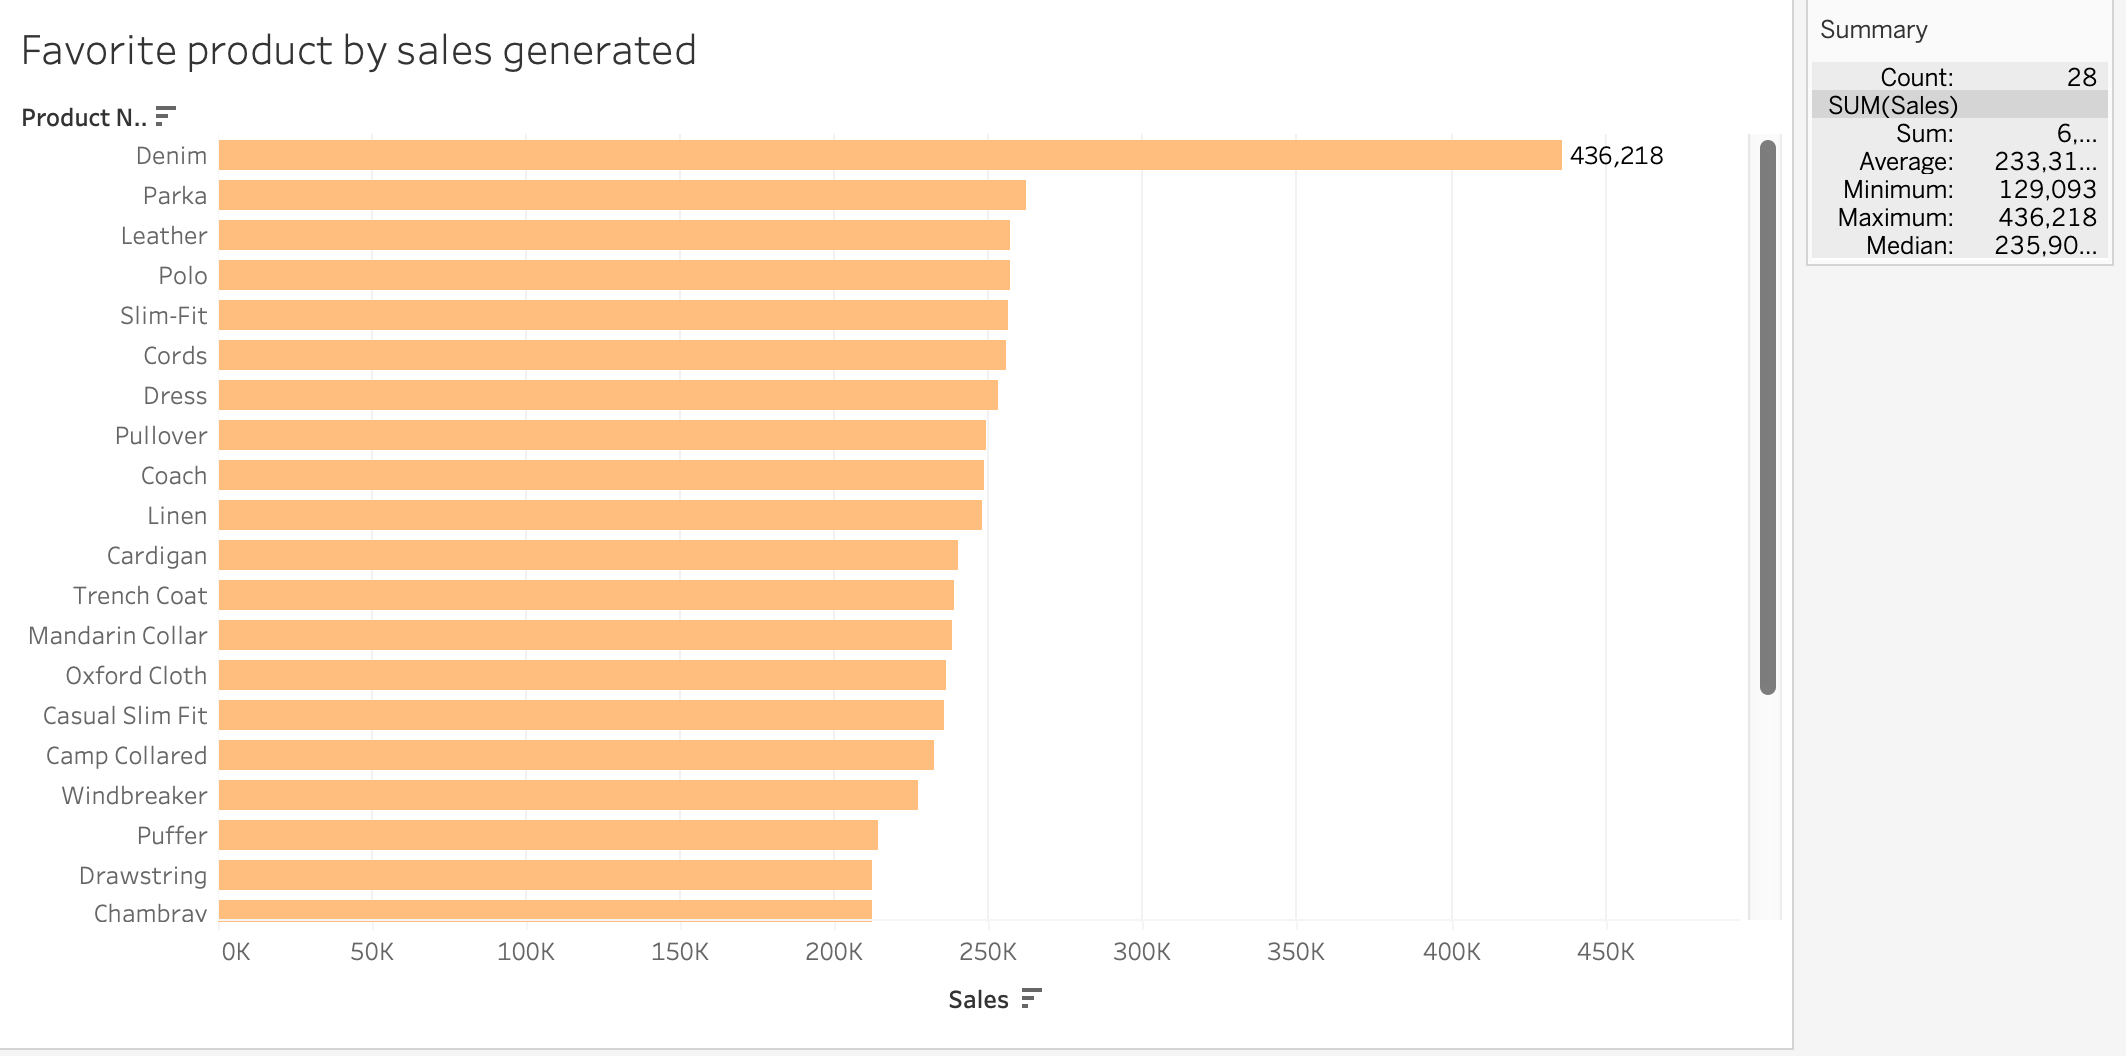 Favorite product by sales generated
Product N..
Denim 436,218
Parka
Leather
Polo
Slim-Fit
Cords
Dress
Pullover
Coach
Linen
Cardigan
Trench Coat
Mandarin Collar
Oxford Cloth
Casual Slim Fit
Camp Collared
Windbreaker
Puffer
Drawstring
Chambray
0K 50K 100K 150K 200K 250K 300K 350K 400K 450K
Sales
Summary
Count: 28
SUM(Sales)
Sum: 6,...
Average: 233,31...
Minimum: 129,093
Maximum: 436,218
Median: 235,90...